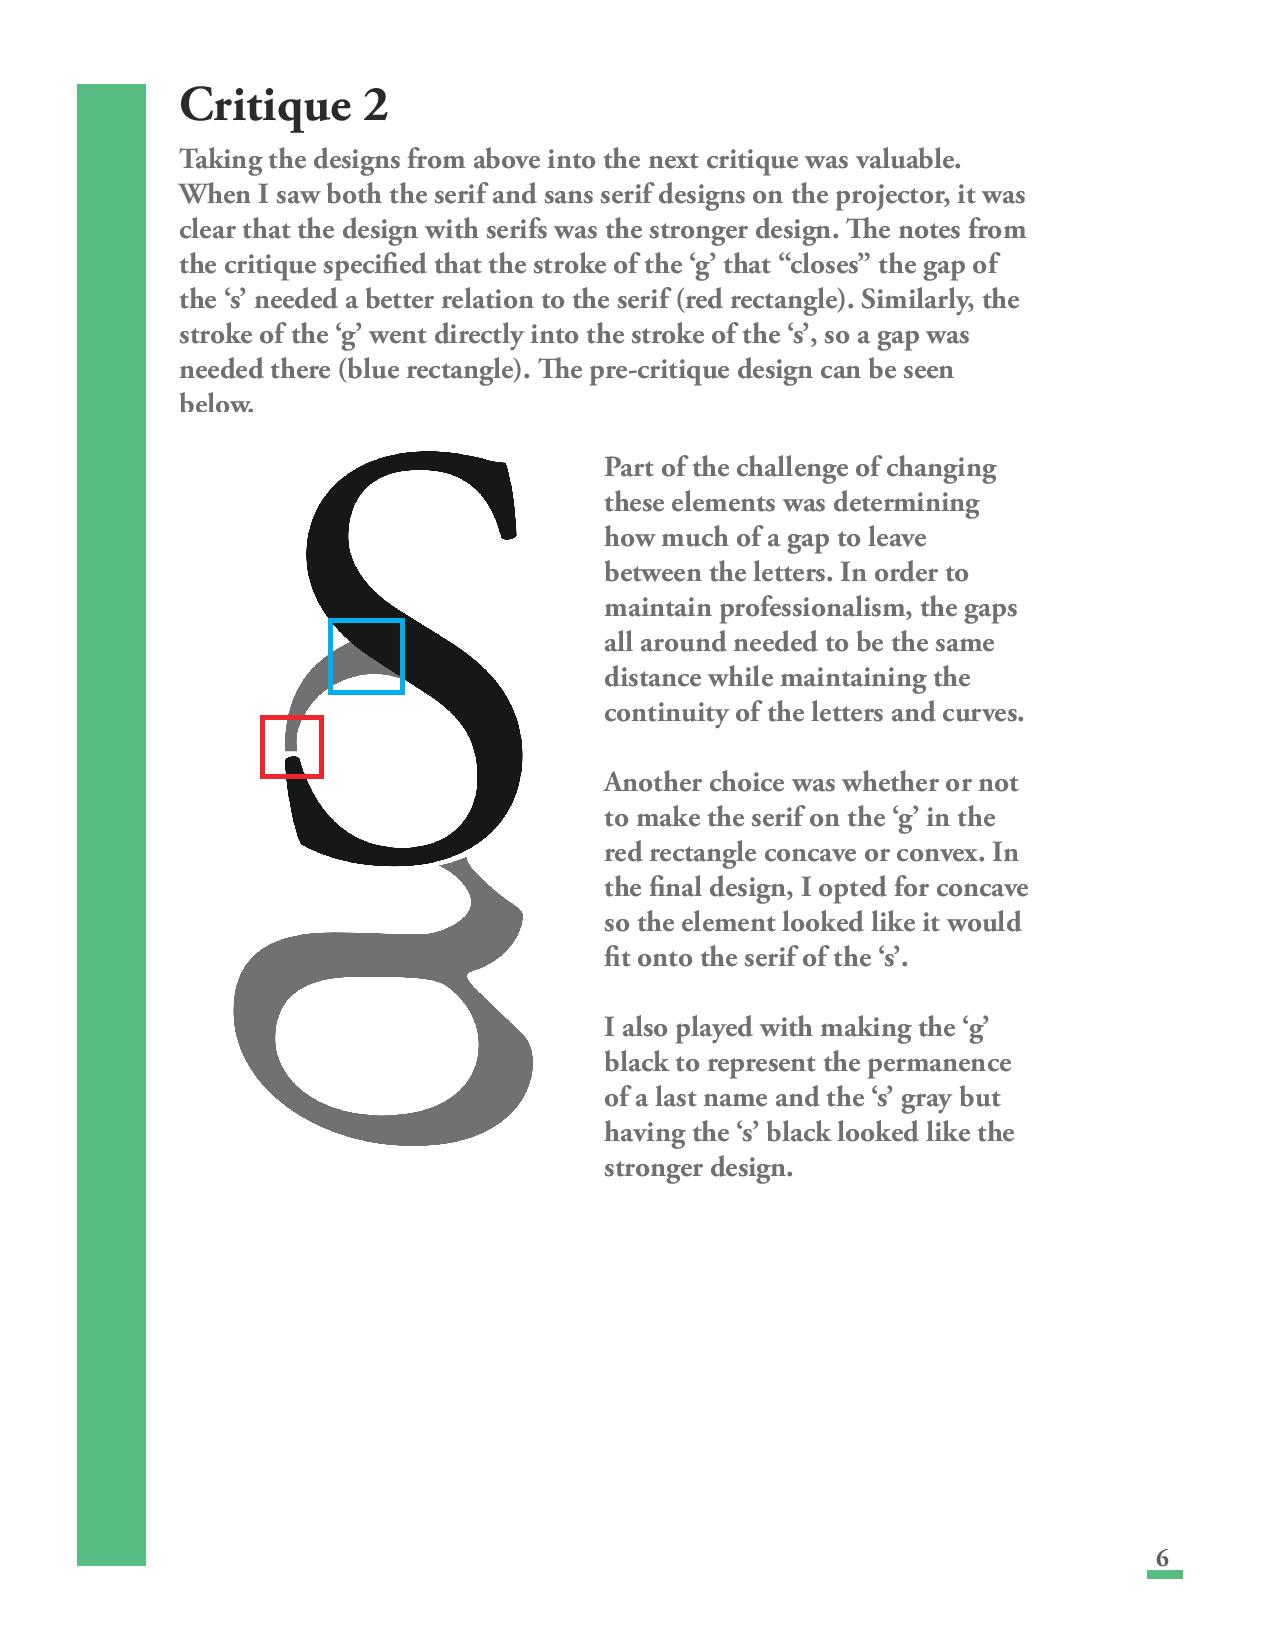 Critique 2
Taking the designs from above into the next critique was valuable.
When I saw both the serif and sans serif designs on the projector, it was
clear that the design with serifs was the stronger design. The notes from
the critique specified that the stroke of the ‘g’ that “closes” the gap of
the ‘s’ needed a better relation to the serif (red rectangle). Similarly, the
stroke of the ‘g’ went directly into the stroke of the ‘s’, so a gap was
needed there (blue rectangle). The pre-critique design can be seen
below.
s
g
Part of the challenge of changing
these elements was determining
how much of a gap to leave
between the letters. In order to
maintain professionalism, the gaps
all around needed to be the same
distance while maintaining the
continuity of the letters and curves.
Another choice was whether or not
to make the serif on the ‘g’ in the
red rectangle concave or convex. In
the final design, I opted for concave
so the element looked like it would
fit onto the serif of the ‘s’.
I also played with making the ‘g’
black to represent the permanence
of a last name and the ‘s’ gray but
having the ‘s’ black looked like the
stronger design.
6